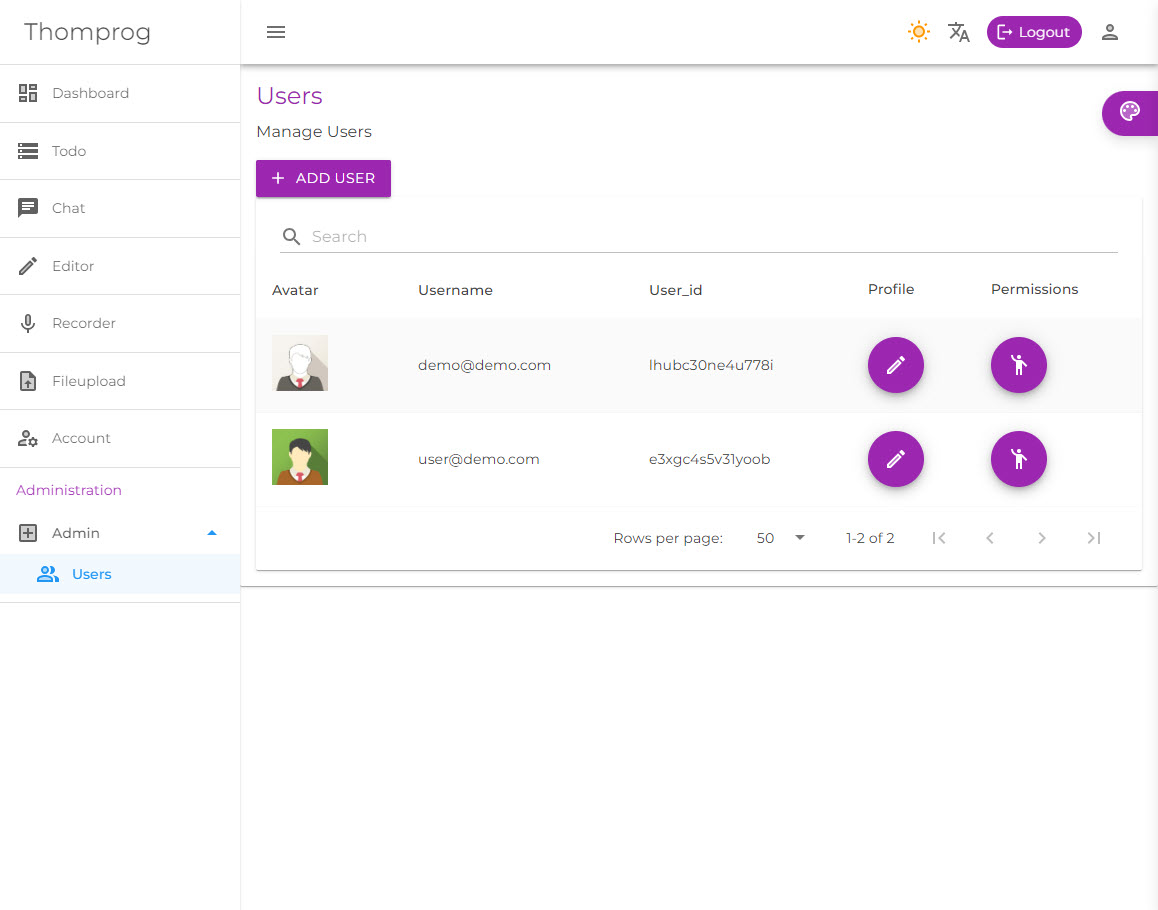 Thomprog
Logout
Dashboard
Todo
Chat
Editor
Recorder
Fileupload
Account
Administration
Admin
Users
Users
Manage Users
ADD USER
Search
Avatar Username User_id Profile Permissions
demo@demo.com lhubc30ne4u778i
user@demo.com e3xgc4s5v31yoob
Rows per page: 50 1-2 of 2